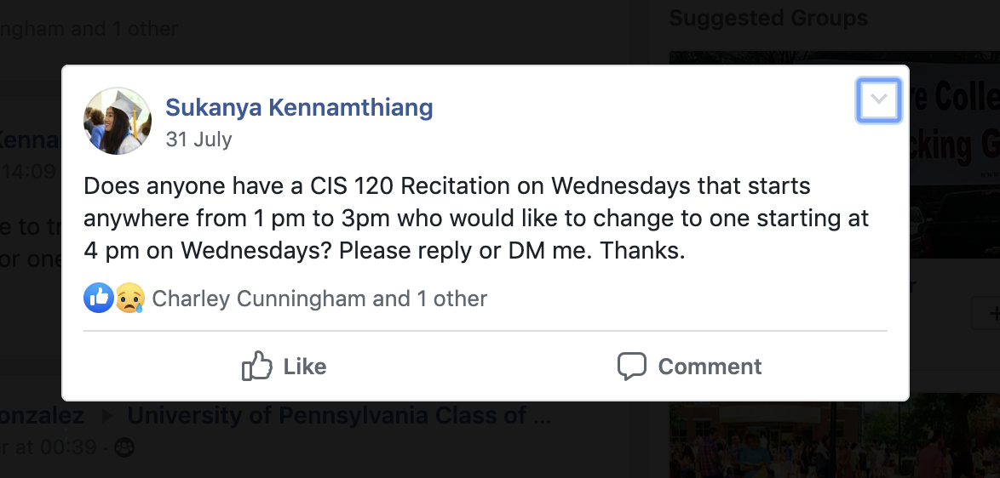 ngham and 1 other
Suggested Groups
Sukanya Kennamthiang
31 July
Does anyone have a CIS 120 Recitation on Wednesdays that starts
anywhere from 1 pm to 3pm who would like to change to one starting at
4 pm on Wednesdays? Please reply or DM me. Thanks.
Charley Cunningham and 1 other
Like
Comment
14:09
e to tr
or one
re Colle
cking G
onzalez ▸ University of Pennsylvania Class of ...
r at 00:39 ·